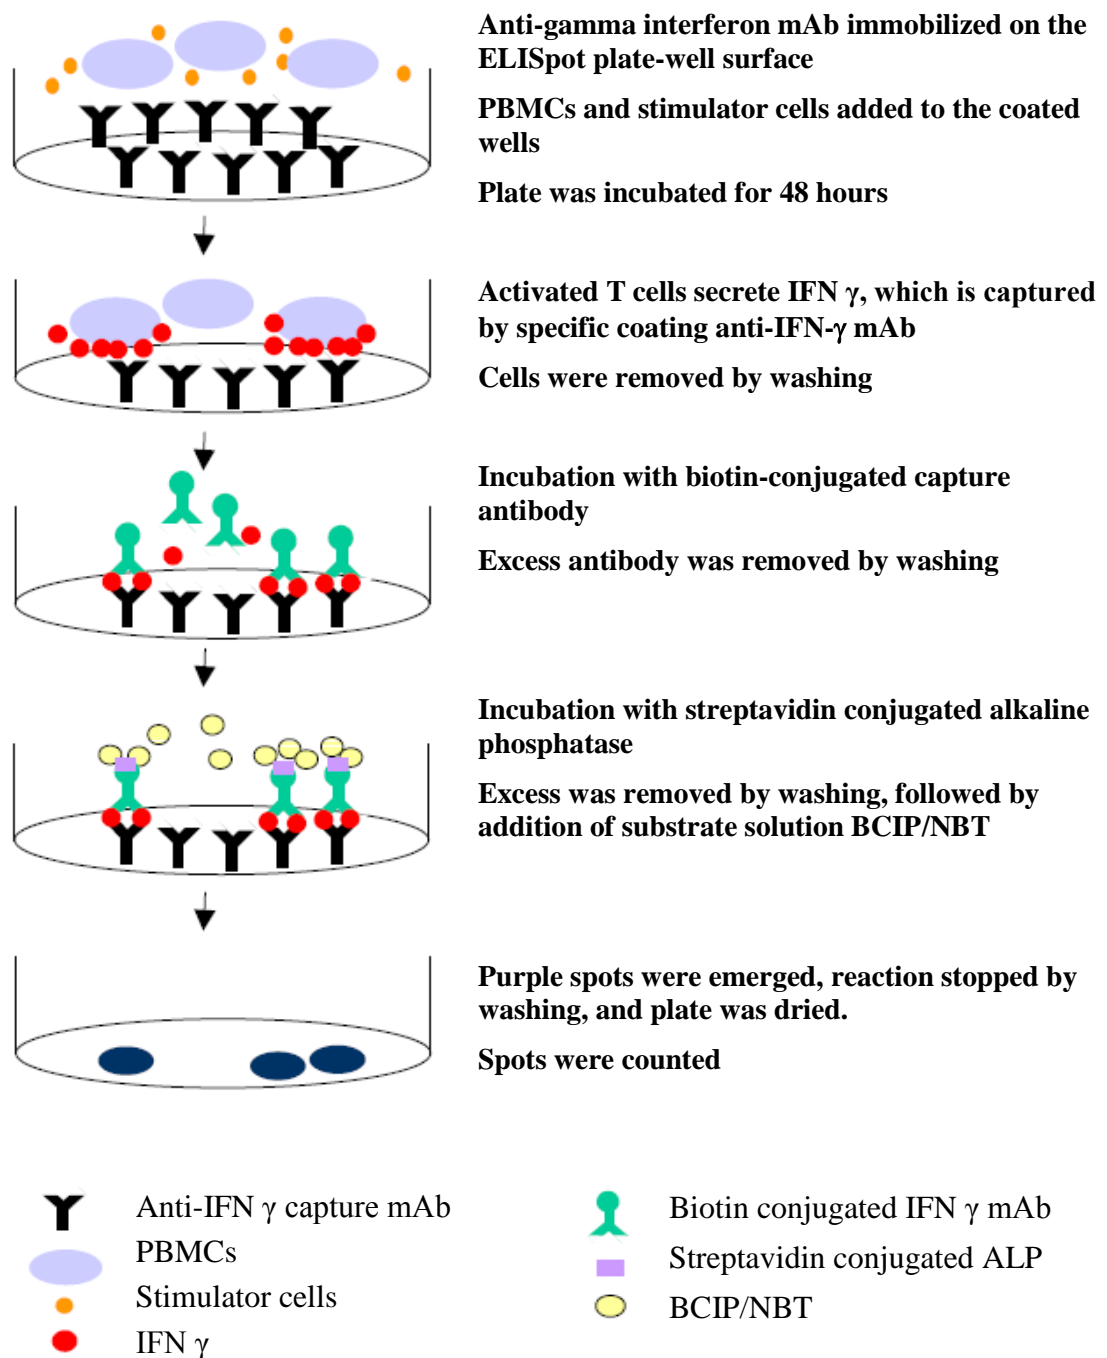 Anti-gamma interferon mAb immobilized on the
ELISpot plate-well surface
PBMCs and stimulator cells added to the coated
wells
Plate was incubated for 48 hours
Activated T cells secrete IFN γ, which is captured
by specific coating anti-IFN-γ mAb
Cells were removed by washing
Incubation with biotin-conjugated capture
antibody
Excess antibody was removed by washing
Incubation with streptavidin conjugated alkaline
phosphatase
Excess was removed by washing, followed by
addition of substrate solution BCIP/NBT
Purple spots were emerged, reaction stopped by
washing, and plate was dried.
Spots were counted
Anti-IFN γ capture mAb
PBMCs
Stimulator cells
IFN γ
Biotin conjugated IFN γ mAb
Streptavidin conjugated ALP
BCIP/NBT